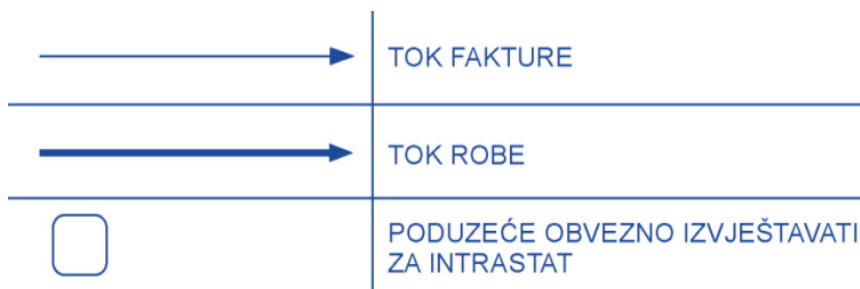 TOK FAKTURE
TOK ROBE
PODUZEĆE OBVEZNO IZVJEŠTAVATI
ZA INTRASTAT